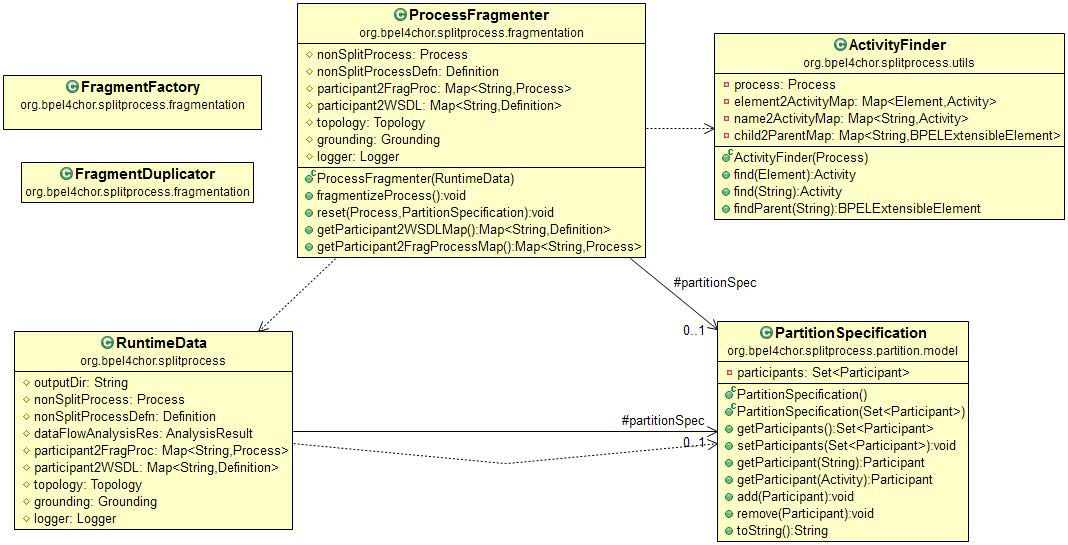 ProcessFragmenter
org.bpel4chor.splitprocess.fragmentation
nonSplitProcess: Process
nonSplitProcessDefn: Definition
participant2FragProc: Map<String,Process>
participant2WSDL: Map<String,Definition>
topology: Topology
grounding: Grounding
logger: Logger
ProcessFragmenter(RuntimeData)
fragmentizeProcess():void
reset(Process,PartitionSpecification):void
getParticipant2WSDLMap():Map<String,Definition>
getParticipant2FragProcessMap():Map<String,Process>
ActivityFinder
org.bpel4chor.splitprocess.utils
process: Process
element2ActivityMap: Map<Element,Activity>
name2ActivityMap: Map<String,Activity>
child2ParentMap: Map<String,BPELExtensibleElement>
ActivityFinder(Process)
find(Element):Activity
find(String):Activity
findParent(String):BPELExtensibleElement
FragmentFactory
org.bpel4chor.splitprocess.fragmentation
FragmentDuplicator
org.bpel4chor.splitprocess.fragmentation
#partitionSpec
0..1
RuntimeData
org.bpel4chor.splitprocess
outputDir: String
nonSplitProcess: Process
nonSplitProcessDefn: Definition
dataFlowAnalysisRes: AnalysisResult
participant2FragProc: Map<String,Process>
participant2WSDL: Map<String,Definition>
topology: Topology
grounding: Grounding
logger: Logger
#partitionSpec
0..1
PartitionSpecification
org.bpel4chor.splitprocess.partition.model
participants: Set<Participant>
PartitionSpecification()
PartitionSpecification(Set<Participant>)
getParticipants():Set<Participant>
setParticipants(Set<Participant>):void
getParticipant(String):Participant
getParticipant(Activity):Participant
add(Participant):void
remove(Participant):void
toString():String